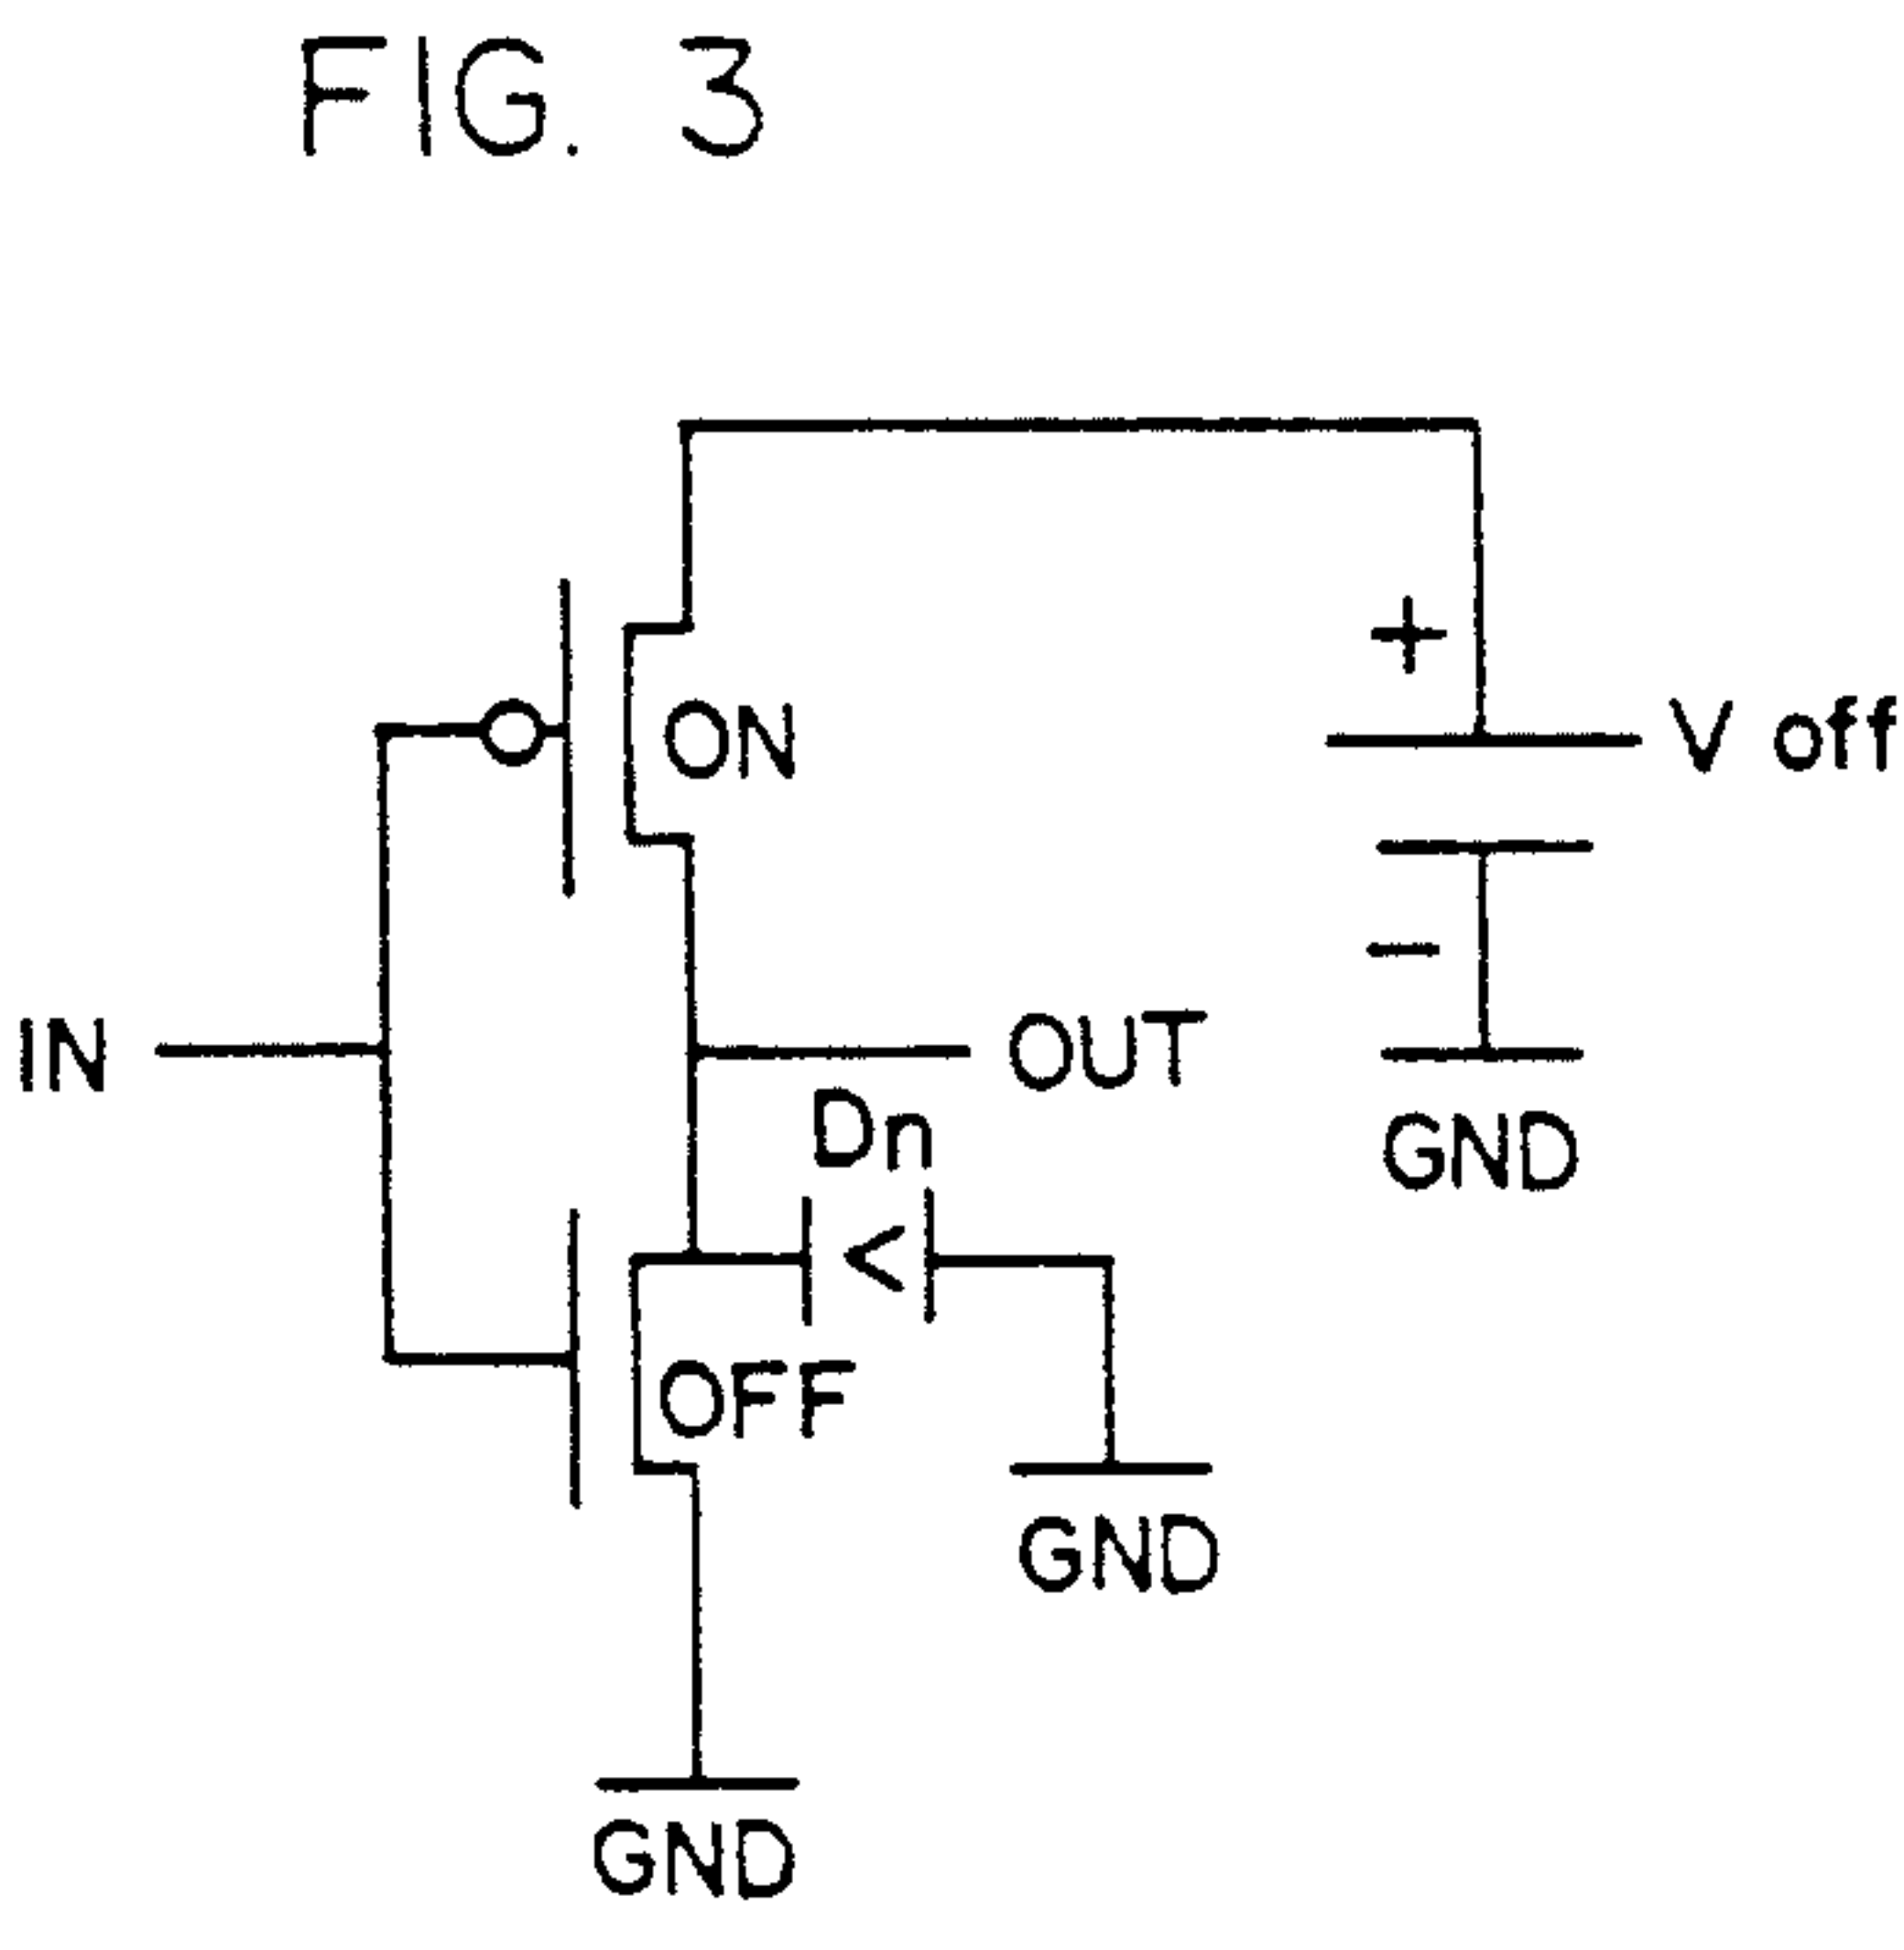 FIG. 3
+
ON
V off
−
IN
OUT
GND
Dn
<
OFF
GND
GND